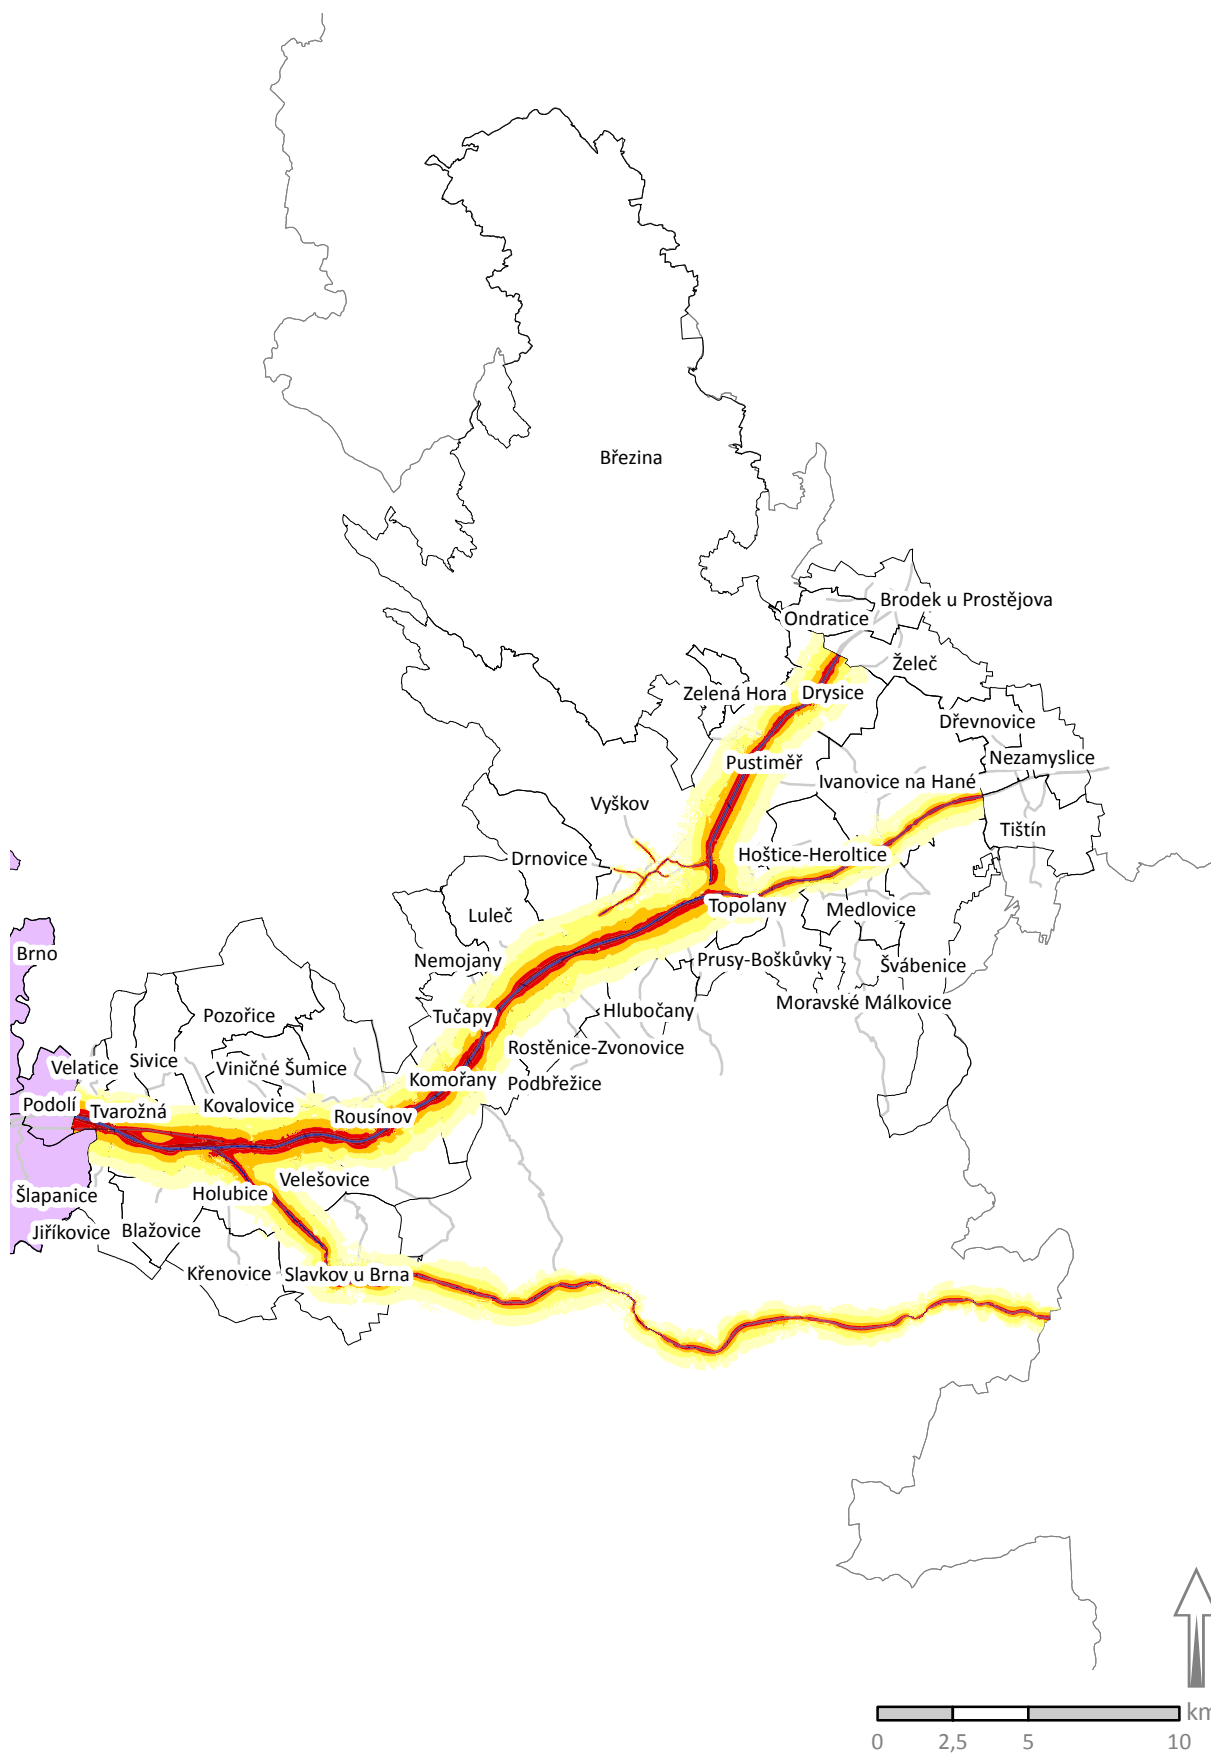 Březina
Brodek u Prostějova
Ondratice
Želeč
Zelená Hora
Drysice
Dřevnovice
Nezamyslice
Pustiměř
Ivanovice na Hané
Vyškov
Tištín
Drnovice
Hoštice-Heroltice
Luleč
Topolany
Medlovice
Brno
Nemojany
Prusy-Boškůvky
Švábenice
Moravské Málkovice
Pozořice
Tučapy
Hlubočany
Rostěnice-Zvonovice
Velatice
Sivice
Viničné Šumice
Komořany
Podbřežice
Podolí
Tvarožná
Kovalovice
Rousínov
Velešovice
Šlapanice
Holubice
Jiříkovice
Blažovice
Křenovice
Slavkov u Brna
km
0
2,5
5
10